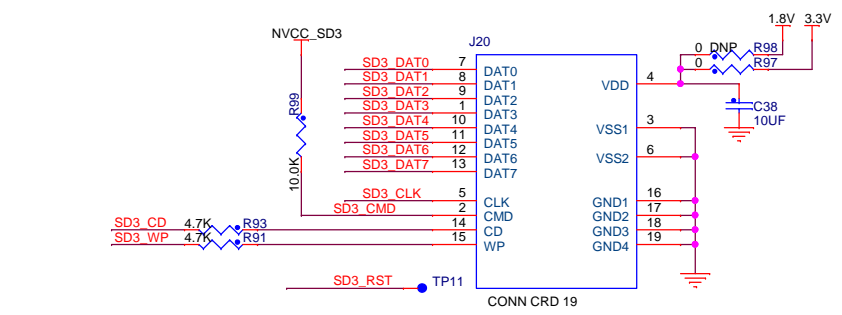 1.8V 3.3V
NVCC_SD3
J20
0 DNP R98
0 R97
SD3_DAT0 7 DAT0
SD3_DAT1 8 DAT1
SD3_DAT2 9 DAT2
SD3_DAT3 1 DAT3
SD3_DAT4 10 DAT4
SD3_DAT5 11 DAT5
SD3_DAT6 12 DAT6
SD3_DAT7 13 DAT7
VDD 4
C38
10UF
R99
10.0K
VSS1 3
VSS2 6
SD3_CLK 5 CLK
SD3_CMD 2 CMD
SD3_CD 4.7K R93 14 CD
SD3_WP 4.7K R91 15 WP
GND1 16
GND2 17
GND3 18
GND4 19
SD3_RST TP11
CONN CRD 19